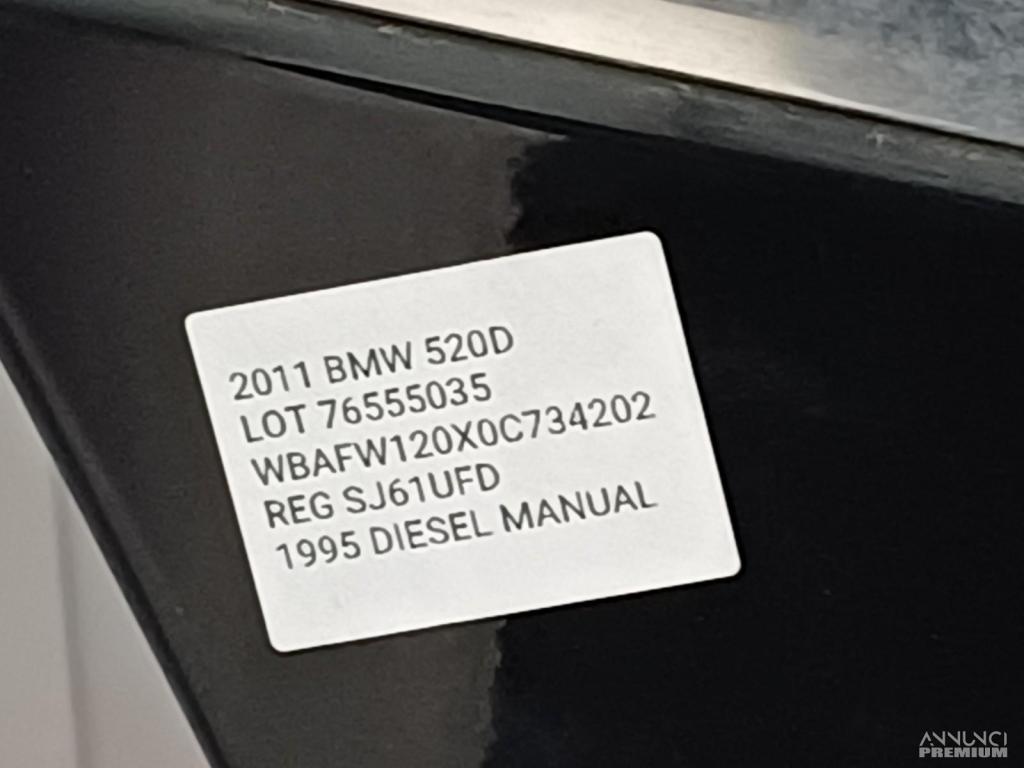 2011 BMW 520D
LOT 76555035
WBAFW120X0C734202
REG SJ61UFD
1995 DIESEL MANUAL
ANNUNCI
PREMIUM